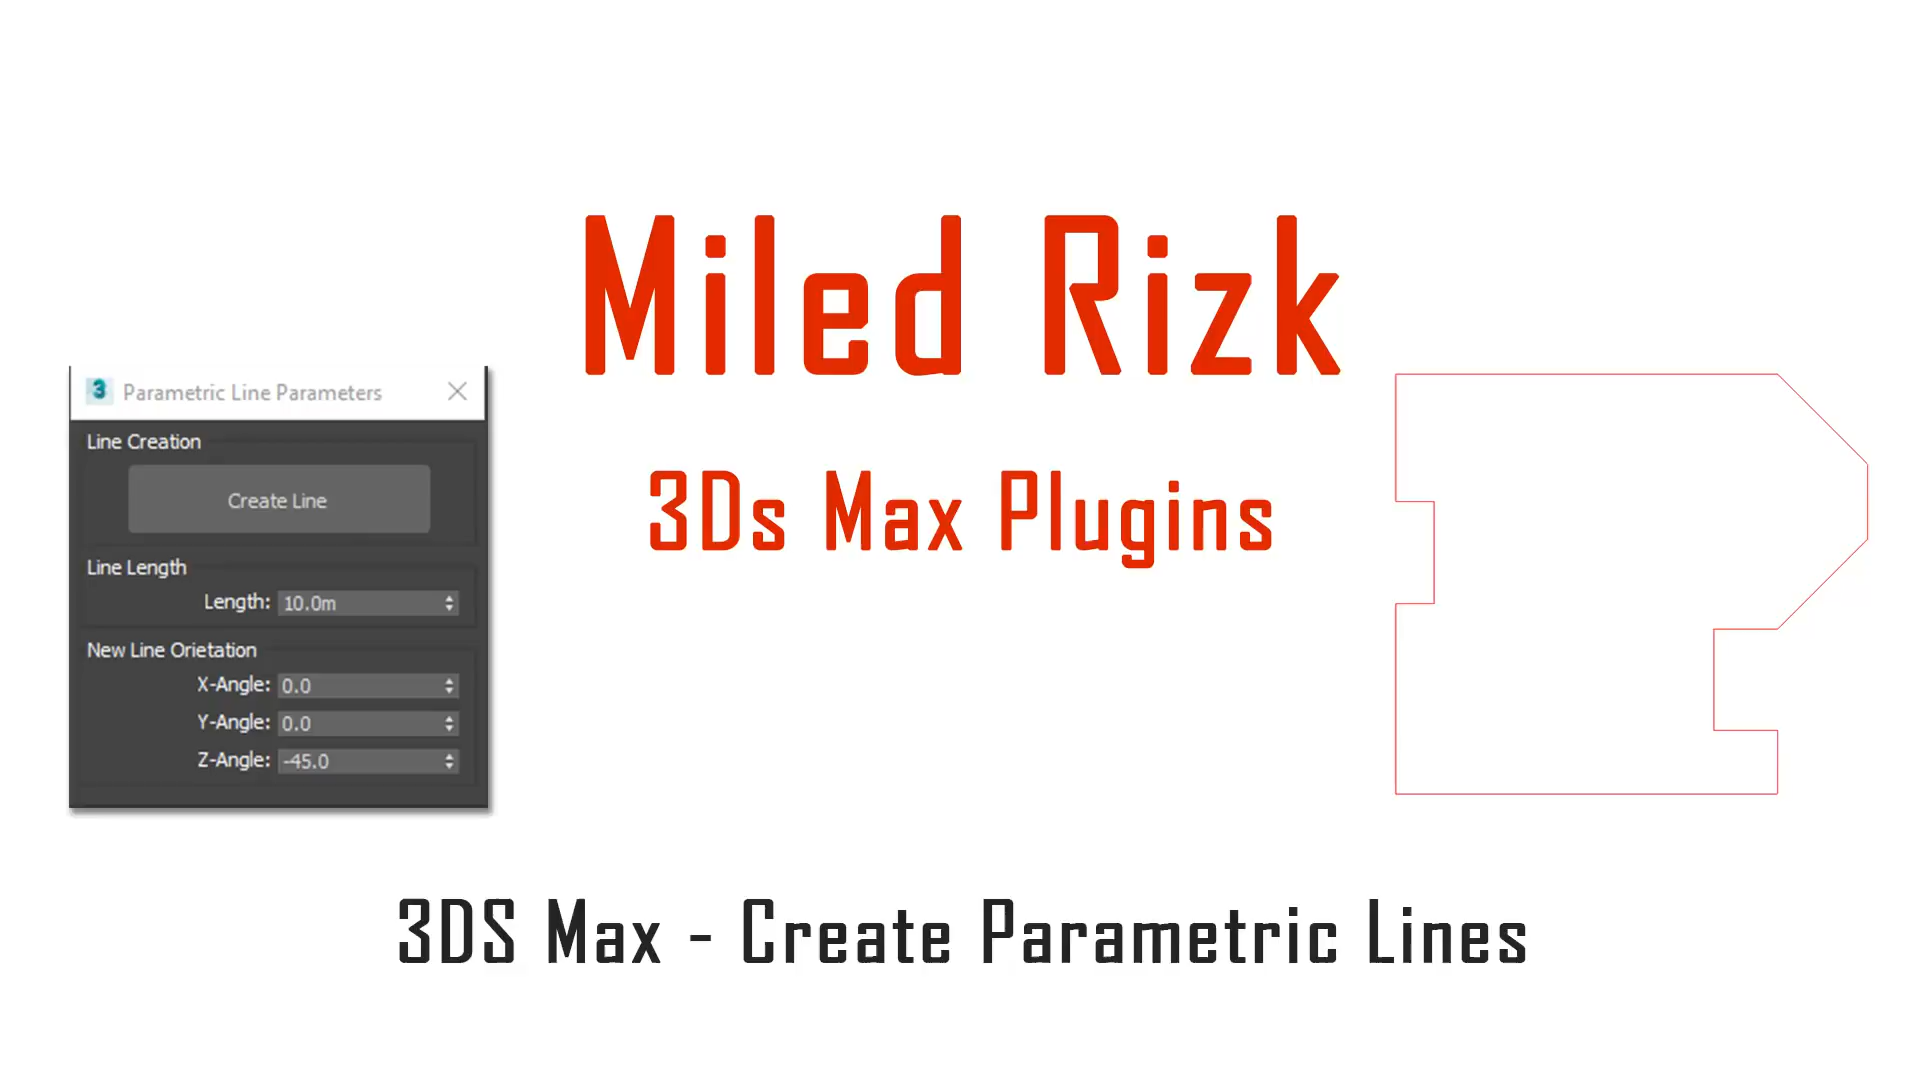 Miled Rizk
3Ds Max Plugins
3 Parametric Line Parameters
Line Creation
Create Line
Line Length
Length: 10.0m
New Line Orietation
X-Angle: 0.0
Y-Angle: 0.0
Z-Angle: -45.0
3DS Max - Create Parametric Lines